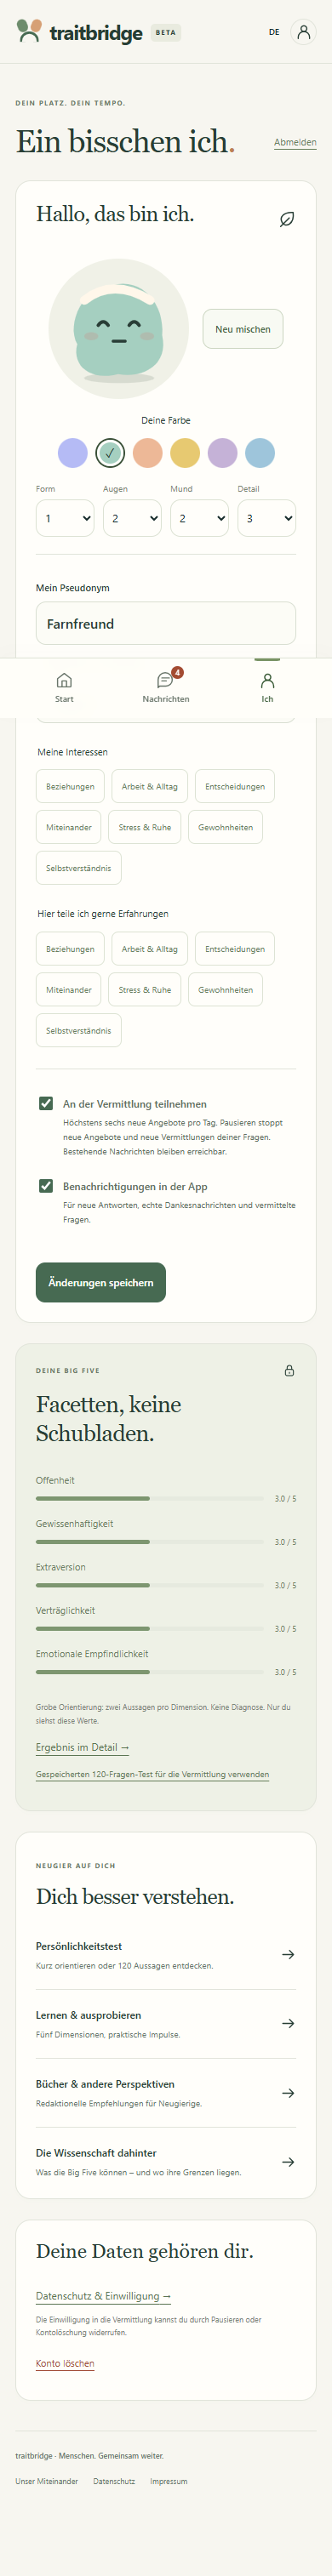 traitbridge BETA DE
DEIN PLATZ. DEIN TEMPO.
Ein bisschen ich.
Abmelden
Hallo, das bin ich.
Neu mischen
Deine Farbe
Form Augen Mund Detail
1 2 2 3
Mein Pseudonym
Farnfreund
4
Start Nachrichten Ich
Meine Interessen
Beziehungen Arbeit & Alltag Entscheidungen
Miteinander Stress & Ruhe Gewohnheiten
Selbstverständnis
Hier teile ich gerne Erfahrungen
Beziehungen Arbeit & Alltag Entscheidungen
Miteinander Stress & Ruhe Gewohnheiten
Selbstverständnis
An der Vermittlung teilnehmen
Höchstens sechs neue Angebote pro Tag. Pausieren stoppt
neue Angebote und neue Vermittlungen deiner Fragen.
Bestehende Nachrichten bleiben erreichbar.
Benachrichtigungen in der App
Für neue Antworten, echte Dankesnachrichten und vermittelte
Fragen.
Änderungen speichern
DEINE BIG FIVE
Facetten, keine
Schubladen.
Offenheit
3.0 / 5
Gewissenhaftigkeit
3.0 / 5
Extraversion
3.0 / 5
Verträglichkeit
3.0 / 5
Emotionale Empfindlichkeit
3.0 / 5
Grobe Orientierung: zwei Aussagen pro Dimension. Keine Diagnose. Nur du
siehst diese Werte.
Ergebnis im Detail →
Gespeicherten 120-Fragen-Test für die Vermittlung verwenden
NEUGIER AUF DICH
Dich besser verstehen.
Persönlichkeitstest
Kurz orientieren oder 120 Aussagen entdecken.
Lernen & ausprobieren
Fünf Dimensionen, praktische Impulse.
Bücher & andere Perspektiven
Redaktionelle Empfehlungen für Neugierige.
Die Wissenschaft dahinter
Was die Big Five können – und wo ihre Grenzen liegen.
Deine Daten gehören dir.
Datenschutz & Einwilligung →
Die Einwilligung in die Vermittlung kannst du durch Pausieren oder
Kontolöschung widerrufen.
Konto löschen
traitbridge · Menschen. Gemeinsam weiter.
Unser Miteinander Datenschutz Impressum